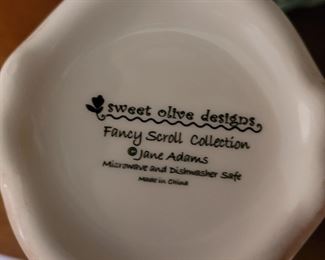 sweet olive designs
Fancy Scroll Collection
©Jane Adams
Microwave and Dishwasher Safe
Made in China